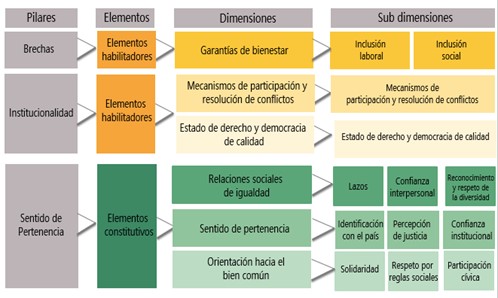 Pilares
Elementos
Dimensiones
Sub dimensiones
Brechas
Elementos
habilitadores
Garantías de bienestar
Inclusión
laboral
Inclusión
social
Institucionalidad
Elementos
habilitadores
Mecanismos de participación y
resolución de conflictos
Mecanismos de
participación y resolución de conflictos
Estado de derecho y democracia
de calidad
Estado de derecho y democracia de calidad
Sentido de
Pertenencia
Elementos
constitutivos
Relaciones sociales
de igualdad
Lazos
Confianza
interpersonal
Reconocimiento
y respeto de
la diversidad
Sentido de pertenencia
Identificación
con el país
Percepción
de justicia
Confianza
institucional
Orientación hacia el
bien común
Solidaridad
Respeto por
reglas sociales
Participación
cívica